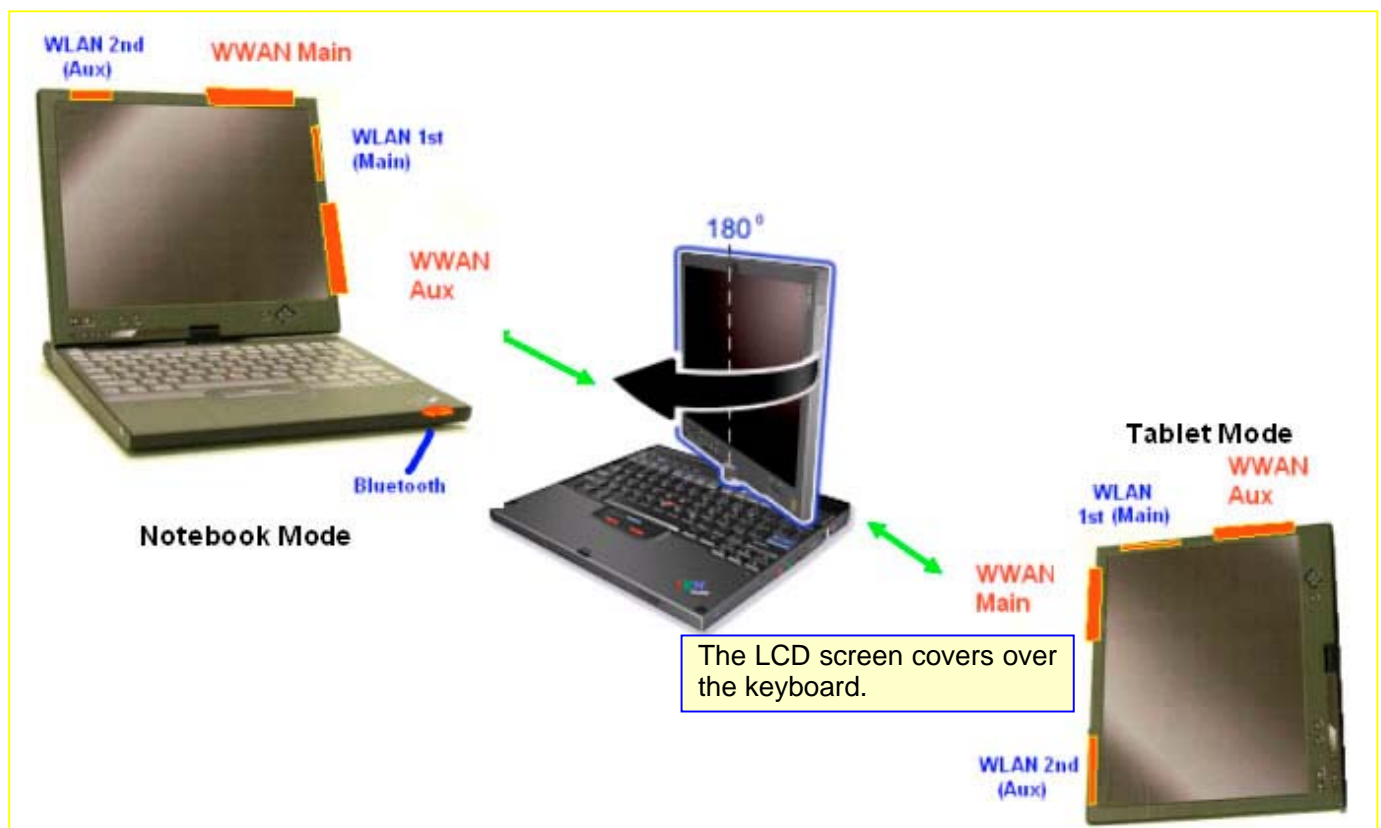 WLAN 2nd
(Aux)
WWAN Main
WLAN 1st
(Main)
WWAN
Aux
180°
Bluetooth
Notebook Mode
Tablet Mode
WLAN
1st (Main)
WWAN
Aux
WWAN
Main
The LCD screen covers over
the keyboard.
WLAN 2nd
(Aux)